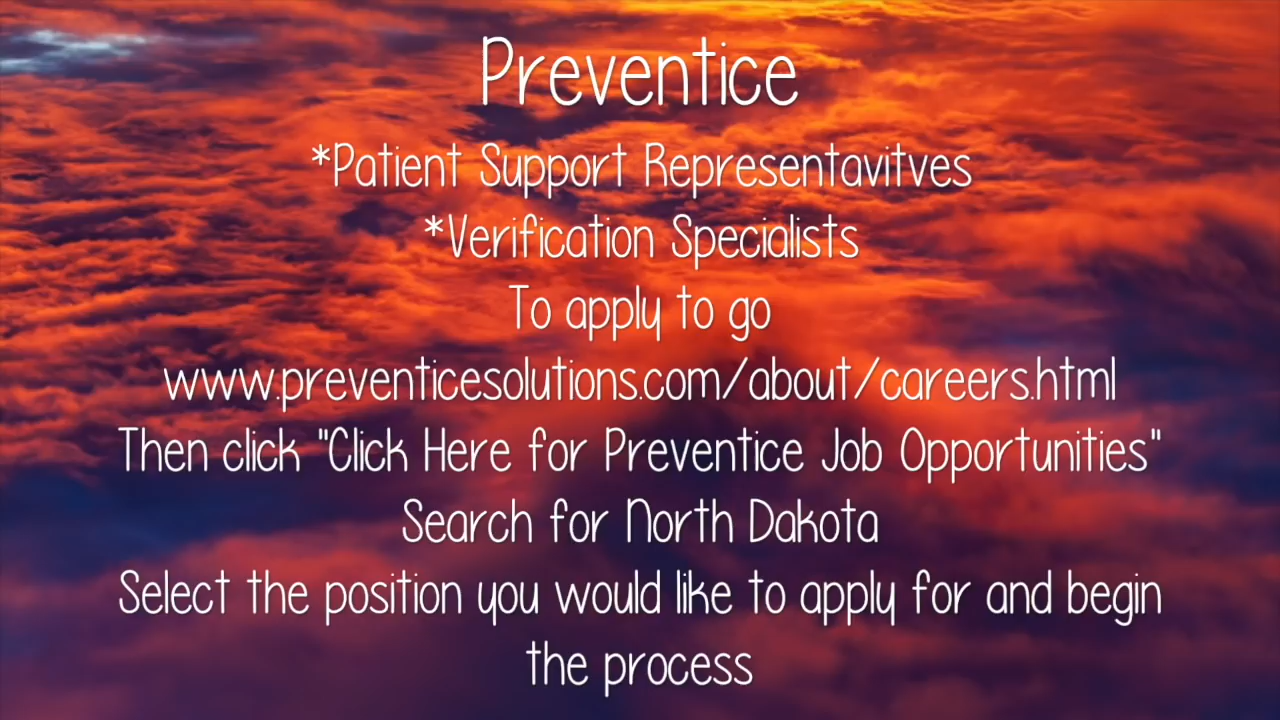 Preventice
*Patient Support Representavitves
*Verification Specialists
To apply to go
www.preventicesolutions.com/about/careers.html
Then click "Click Here for Preventice Job Opportunities"
Search for North Dakota
Select the position you would like to apply for and begin
the process